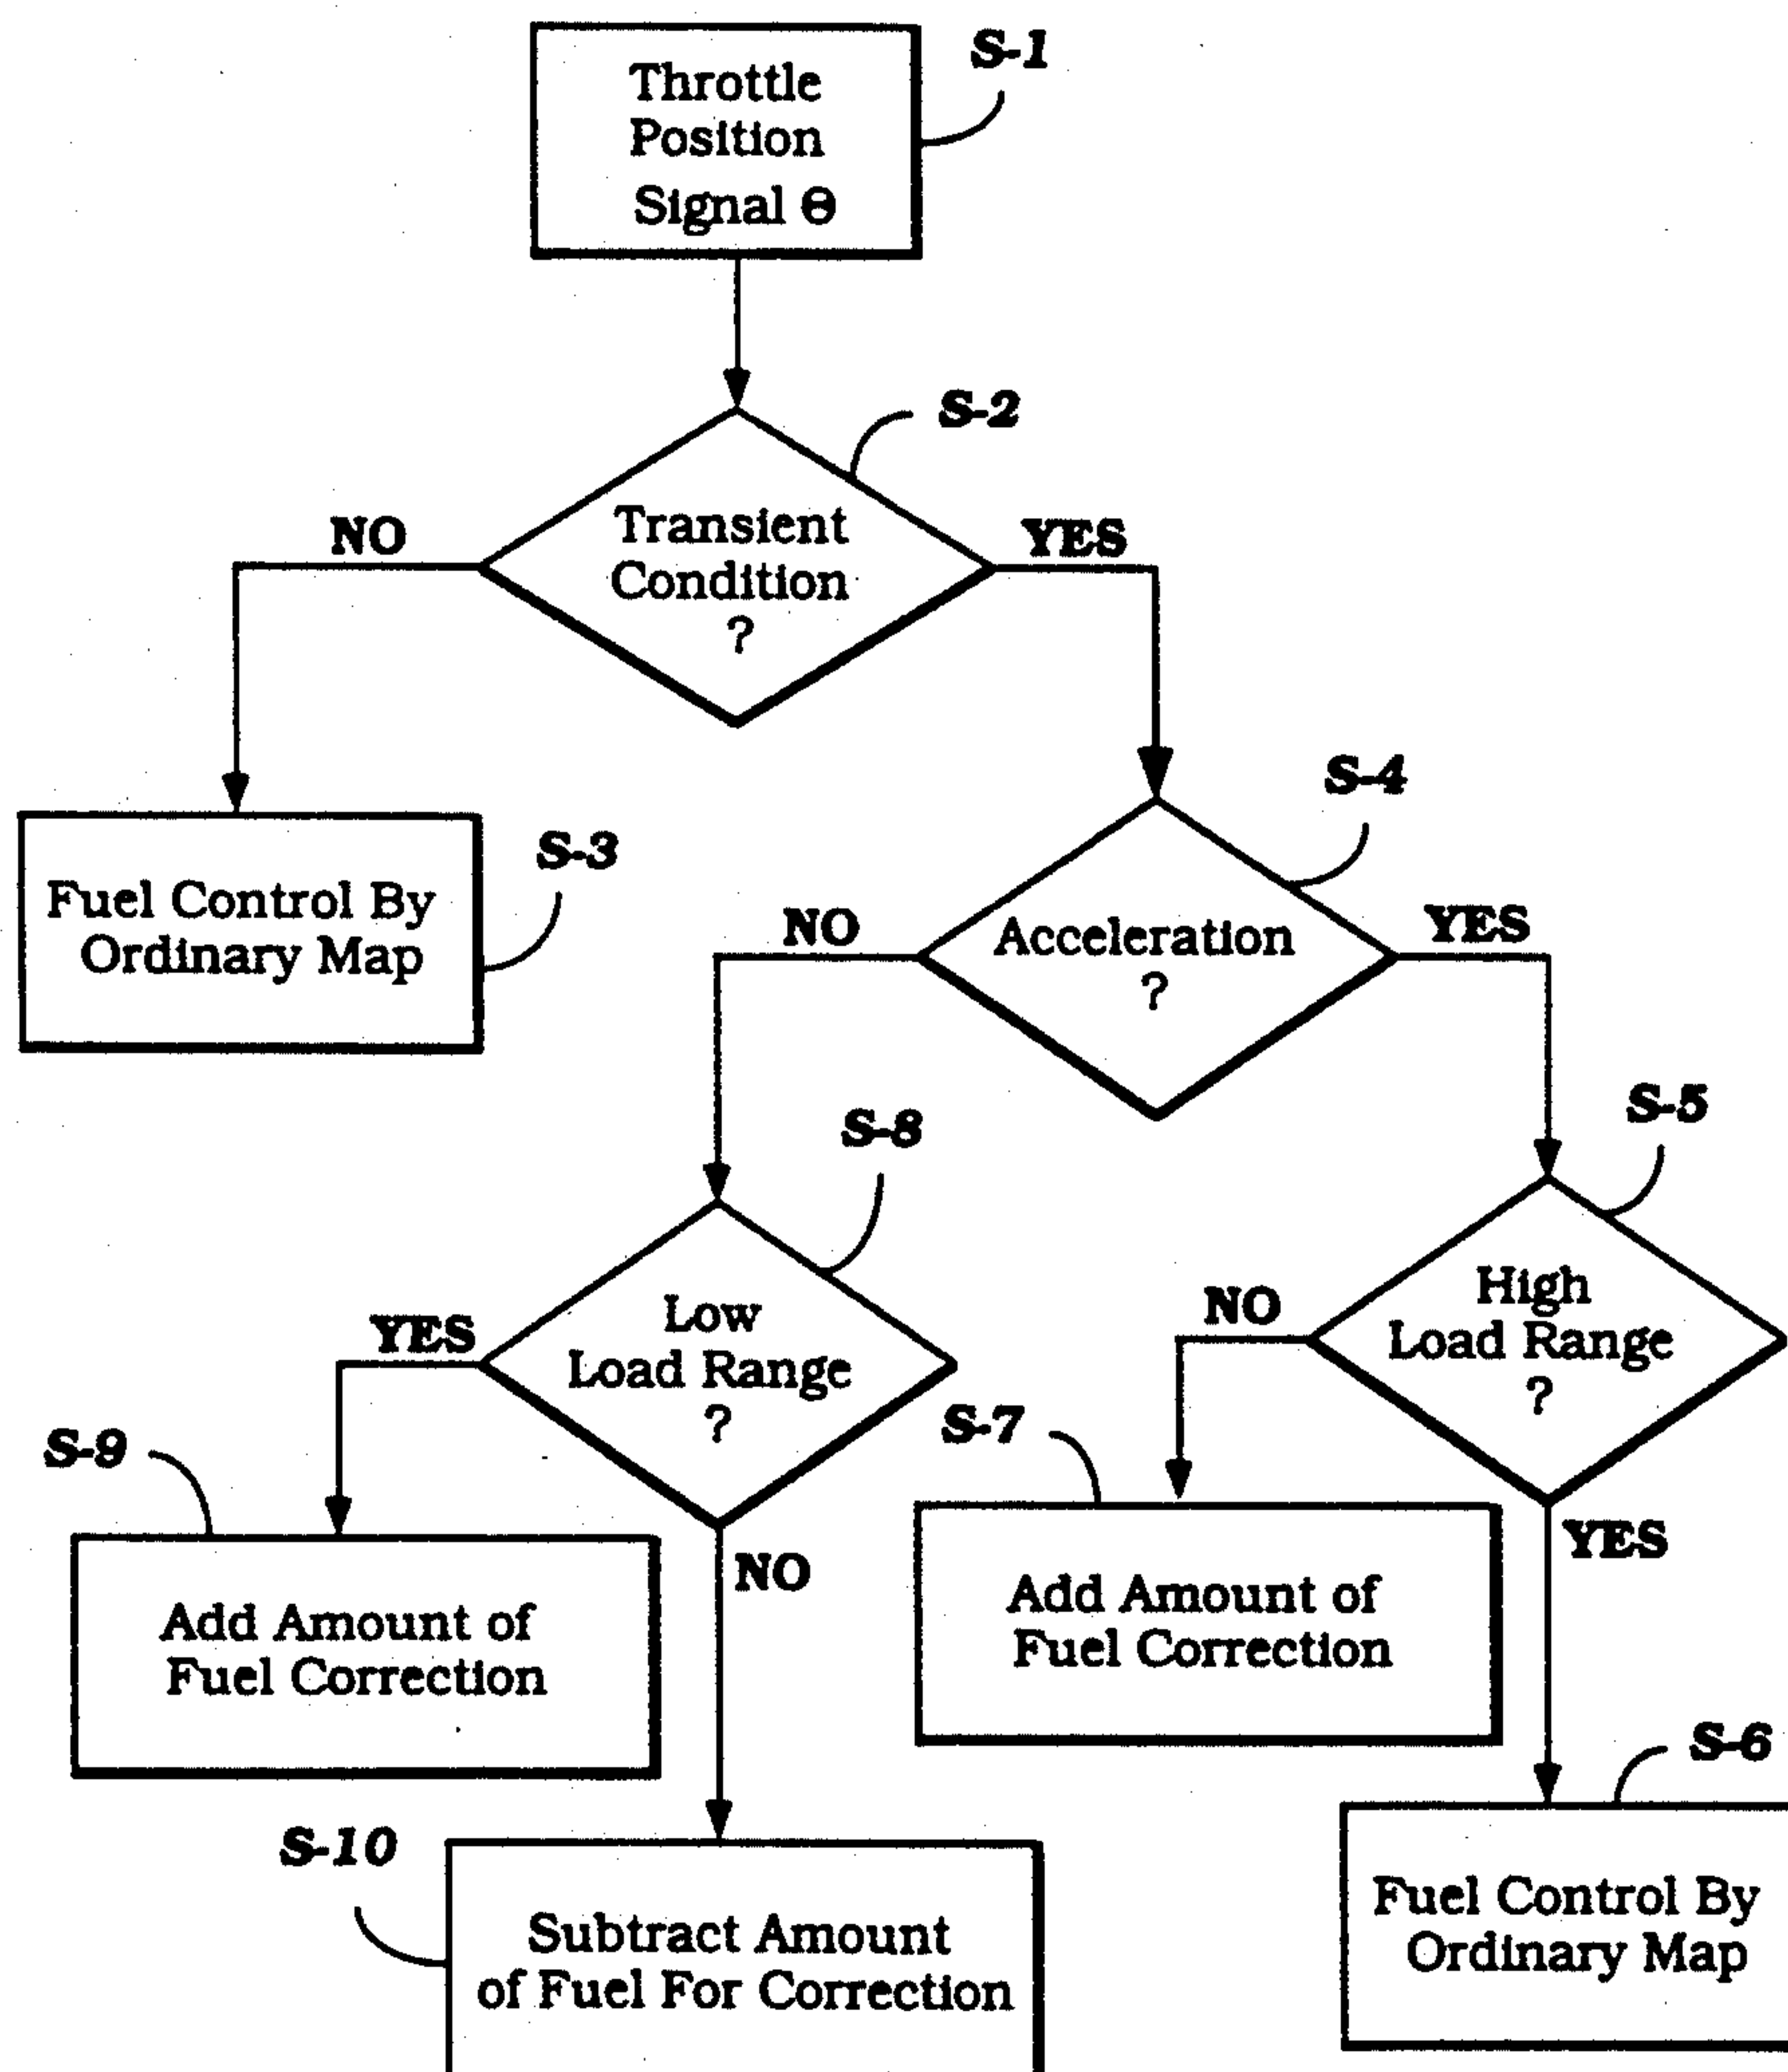 S-1
Throttle
Position
Signal Θ
S-2
NO
Transient
Condition
?
YES
S-4
S-3
Fuel Control By
Ordinary Map
NO
Acceleration
?
YES
S-5
S-8
YES
Low
Load Range
?
NO
High
Load Range
?
S-9
S-7
NO
YES
Add Amount of
Fuel Correction
Add Amount of
Fuel Correction
S-6
S-10
Subtract Amount
of Fuel For Correction
Fuel Control By
Ordinary Map